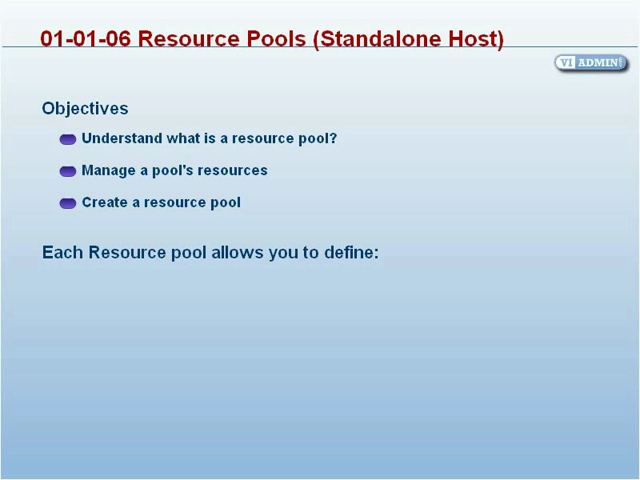 01-01-06 Resource Pools (Standalone Host)
VI ADMIN!
Objectives
Understand what is a resource pool?
Manage a pool's resources
Create a resource pool
Each Resource pool allows you to define: